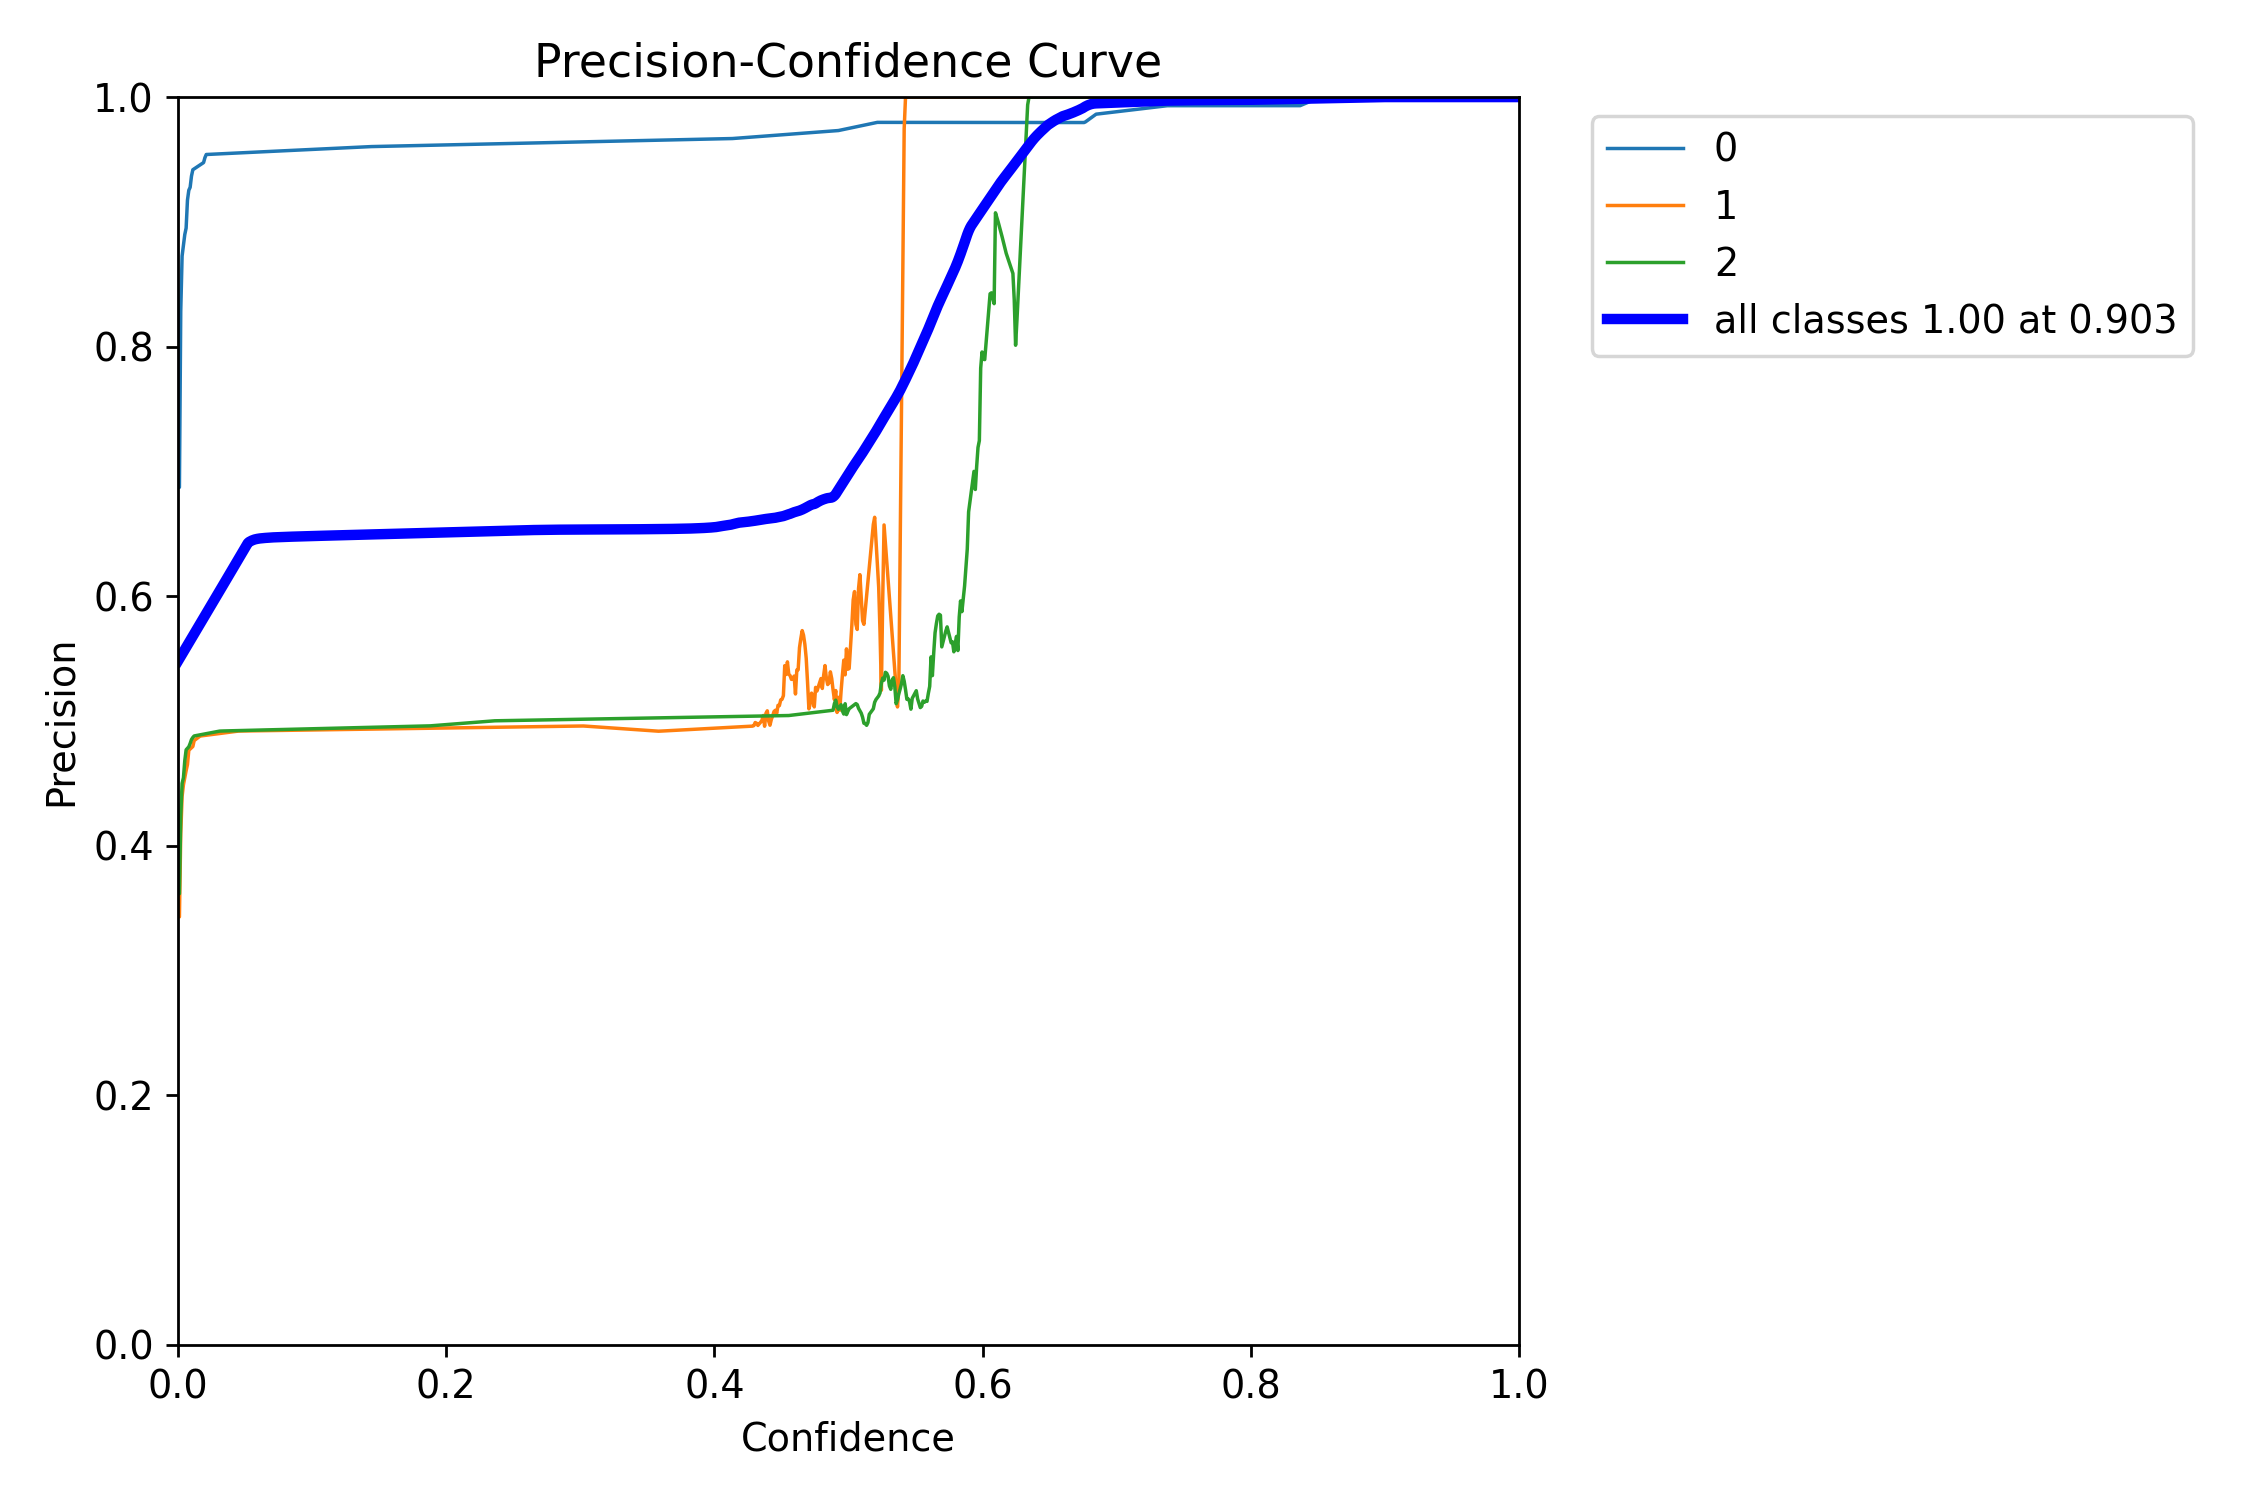 Precision-Confidence Curve
1.0
0.8
0.6
0.4
0.2
0.0
Precision
0.0 0.2 0.4 0.6 0.8 1.0
Confidence
0
1
2
all classes 1.00 at 0.903